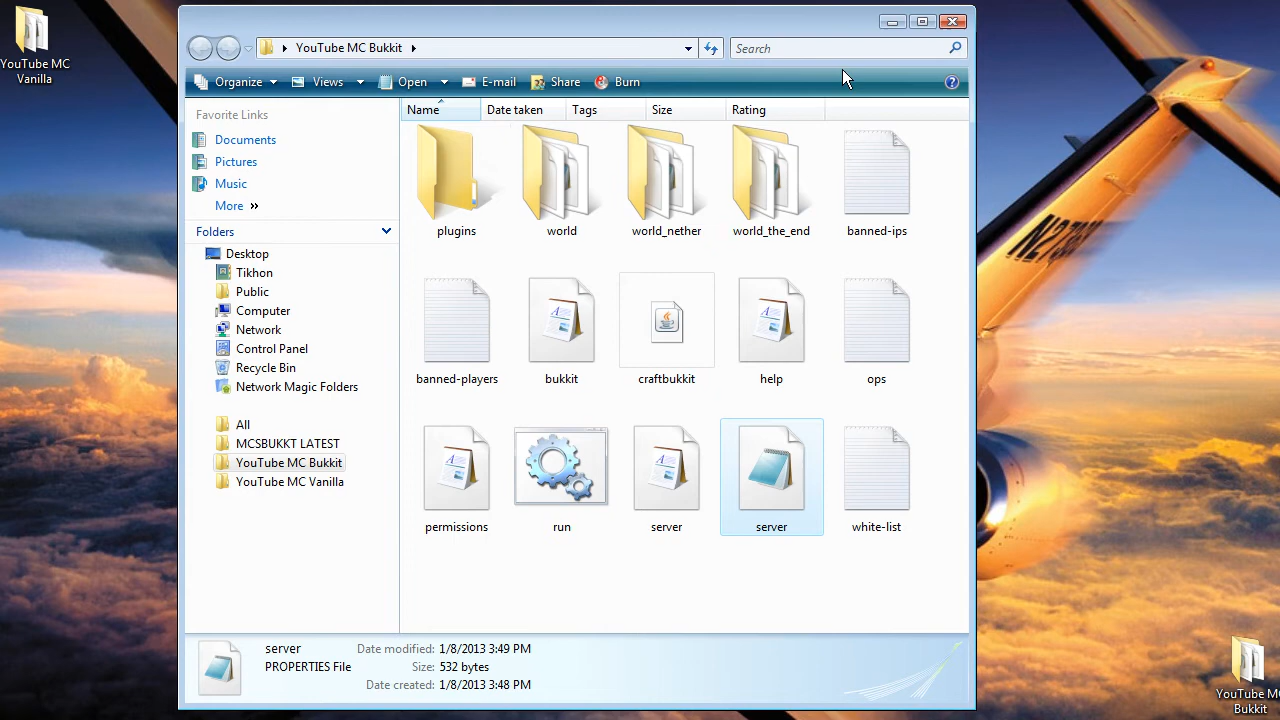 YouTube MC
Vanilla
YouTube MC Bukkit
Search
Organize
Views
Open
E-mail
Share
Burn
Favorite Links
Documents
Pictures
Music
More »
Folders
Desktop
Tikhon
Public
Computer
Network
Control Panel
Recycle Bin
Network Magic Folders
All
MCSBUKKT LATEST
YouTube MC Bukkit
YouTube MC Vanilla
Name
Date taken
Tags
Size
Rating
plugins
world
world_nether
world_the_end
banned-ips
banned-players
bukkit
craftbukkit
help
ops
permissions
run
server
server
white-list
server
PROPERTIES File
Date modified: 1/8/2013 3:49 PM
Size: 532 bytes
Date created: 1/8/2013 3:48 PM
YouTube MC
Bukkit